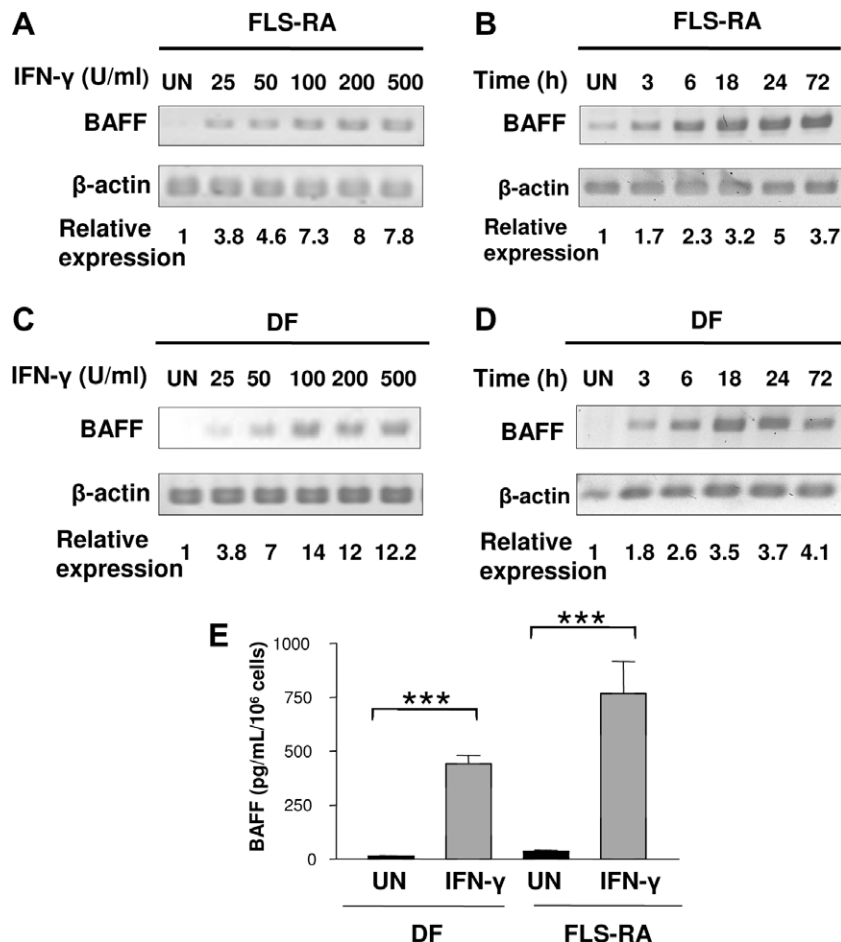 A
FLS-RA
IFN-γ (U/ml) UN 25 50 100 200 500
BAFF
β-actin
Relative
expression 1 3.8 4.6 7.3 8 7.8
B
FLS-RA
Time (h) UN 3 6 18 24 72
BAFF
β-actin
Relative
expression 1 1.7 2.3 3.2 5 3.7
C
DF
IFN-γ (U/ml) UN 25 50 100 200 500
BAFF
β-actin
Relative
expression 1 3.8 7 14 12 12.2
D
DF
Time (h) UN 3 6 18 24 72
BAFF
β-actin
Relative
expression 1 1.8 2.6 3.5 3.7 4.1
E
BAFF (pg/mL/10⁶ cells)
1000
750
500
250
0
*** ***
UN IFN-γ UN IFN-γ
DF FLS-RA